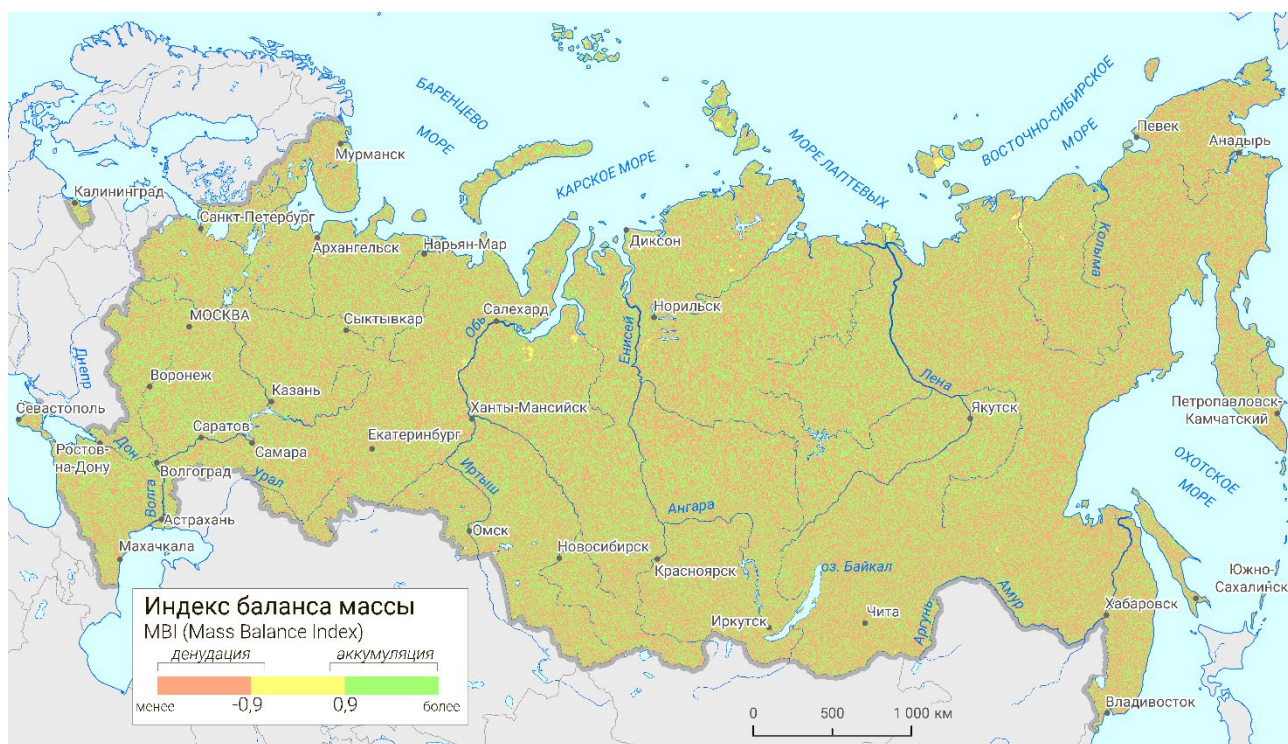 БАРЕНЦЕВО
МОРЕ
КАРСКОЕ МОРЕ
МОРЕ ЛАПТЕВЫХ
ВОСТОЧНО-СИБИРСКОЕ
МОРЕ
Певек
Анадырь
Мурманск
Калининград
Санкт-Петербург
Архангельск
Нарьян-Мар
Диксон
Колыма
МОСКВА
Сыктывкар
Салехард
Обь
Норильск
Енисей
Лена
Днепр
Воронеж
Казань
Ханты-Мансийск
Якутск
Петропавловск-
Камчатский
Севастополь
Саратов
Самара
Екатеринбург
Ростов-
на-Дону
Дон
Волгоград
Урал
Иртыш
ОХОТСКОЕ
МОРЕ
Волга
Астрахань
Омск
Ангара
Махачкала
Новосибирск
Красноярск
оз. Байкал
Южно-
Сахалинск
Иркутск
Чита
Аргунь
Амур
Хабаровск
Владивосток
Индекс баланса массы
MBI (Mass Balance Index)
денудация аккумуляция
менее -0,9 0,9 более
0 500 1 000 км